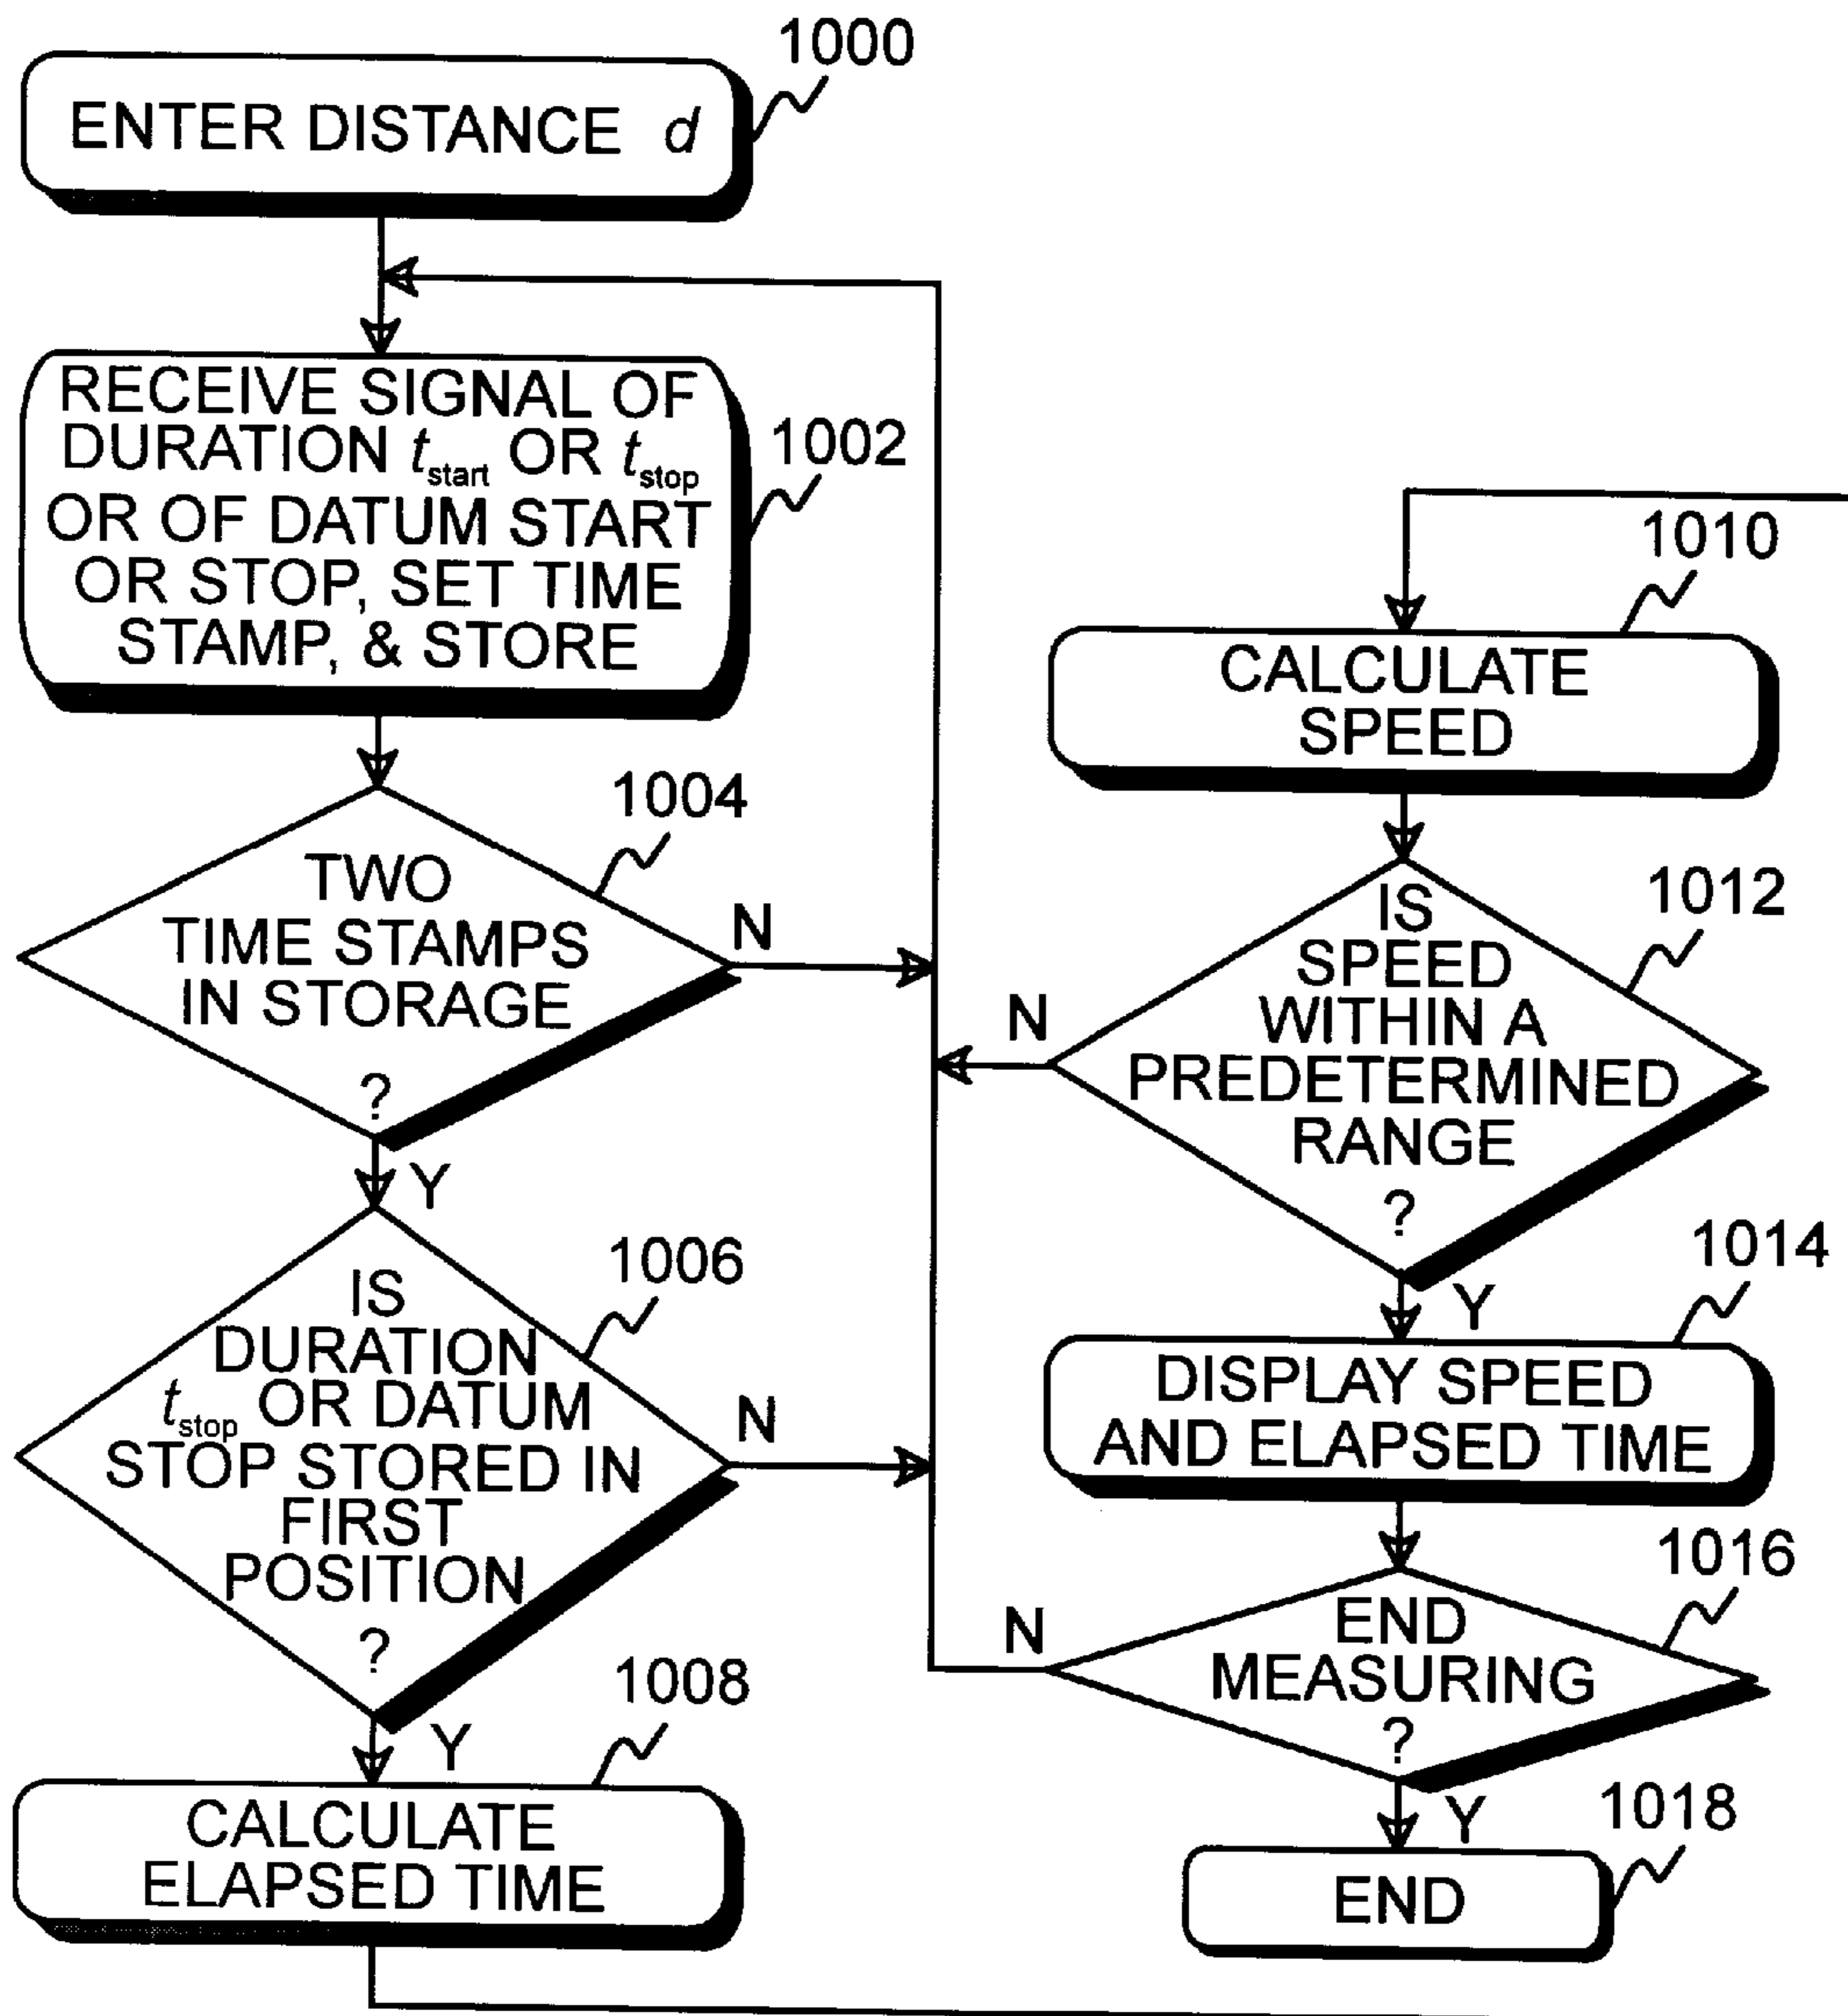 1000
ENTER DISTANCE d
RECEIVE SIGNAL OF
DURATION tstart OR tstop
OR OF DATUM START
OR STOP, SET TIME
STAMP, & STORE
1002
1004
TWO
TIME STAMPS
IN STORAGE
?
N
Y
1006
IS
DURATION
tstop OR DATUM
STOP STORED IN
FIRST
POSITION
?
N
Y
1008
CALCULATE
ELAPSED TIME
1010
CALCULATE
SPEED
1012
IS
SPEED
WITHIN A
PREDETERMINED
RANGE
?
N
Y
1014
DISPLAY SPEED
AND ELAPSED TIME
1016
END
MEASURING
?
N
Y
1018
END